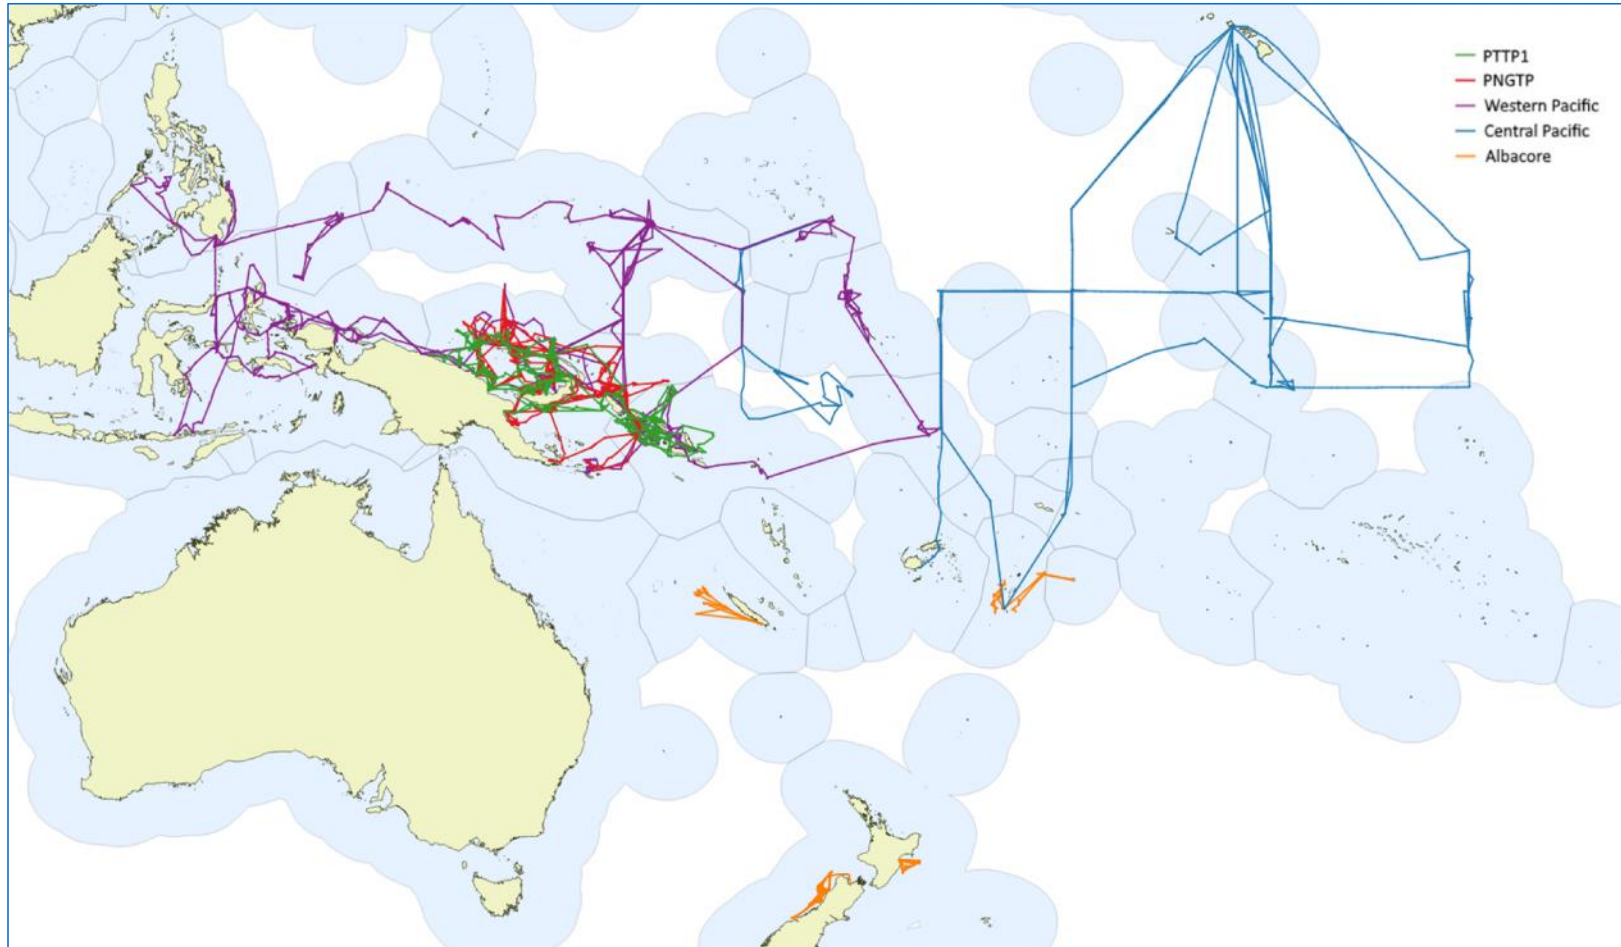 PTTP1
PNGTP
Western Pacific
Central Pacific
Albacore